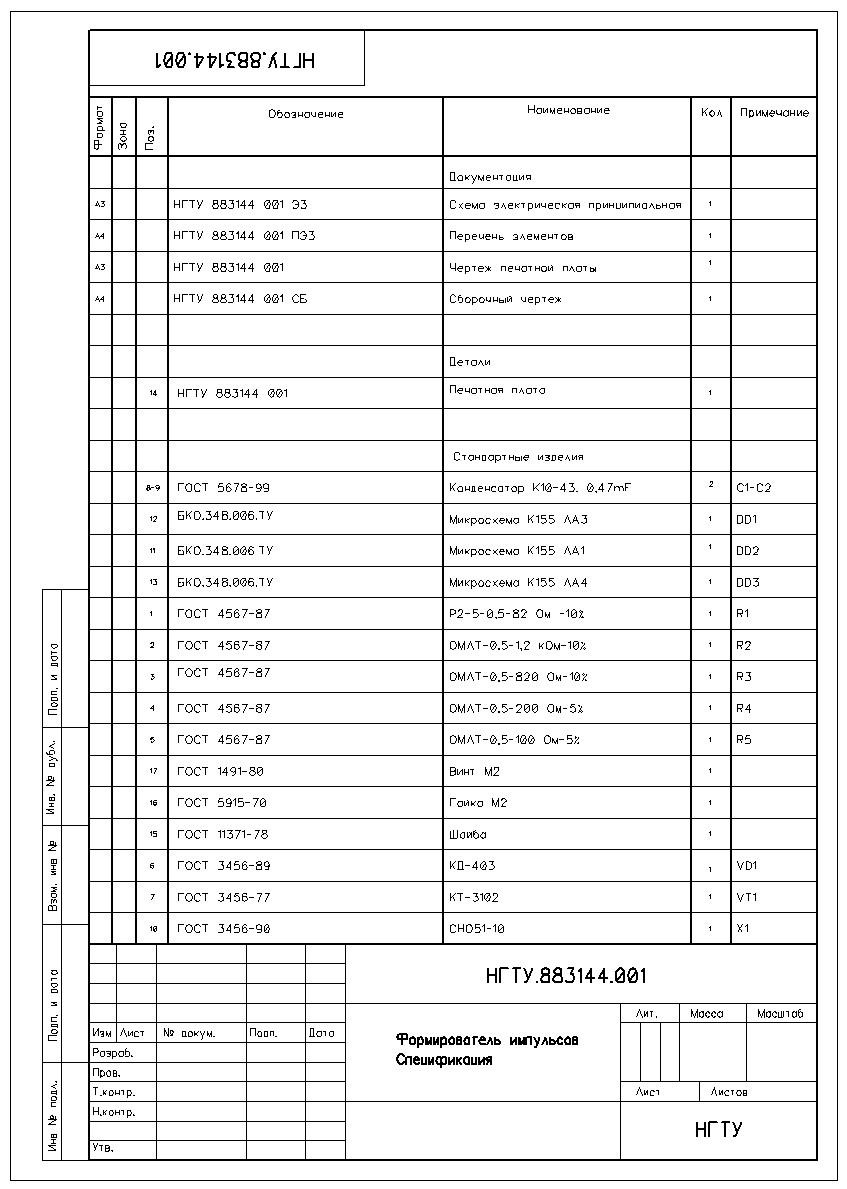 НГТУ.883144.001
Формат Зона Поз. Обозначение Наименование Кол Примечание
Документация
А3 НГТУ 883144 001 Э3 Схема электрическая принципиальная 1
А4 НГТУ 883144 001 ПЭ3 Перечень элементов 1
А3 НГТУ 883144 001 Чертеж печатной платы 1
А4 НГТУ 883144 001 СБ Сборочный чертеж 1
Детали
14 НГТУ 883144 001 Печатная плата 1
Стандартные изделия
8-9 ГОСТ 5678-99 Конденсатор К10-43. 0,47mF 2 C1-C2
12 БКО.348.006.ТУ Микросхема К155 ЛА3 1 DD1
11 БКО.348.006 ТУ Микросхема К155 ЛА1 1 DD2
13 БКО.348.006.ТУ Микросхема К155 ЛА4 1 DD3
1 ГОСТ 4567-87 Р2-5-0,5-82 Ом -10% 1 R1
2 ГОСТ 4567-87 ОМЛТ-0,5-1,2 кОм-10% 1 R2
3 ГОСТ 4567-87 ОМЛТ-0,5-820 Ом-10% 1 R3
4 ГОСТ 4567-87 ОМЛТ-0,5-200 Ом-5% 1 R4
5 ГОСТ 4567-87 ОМЛТ-0,5-100 Ом-5% 1 R5
17 ГОСТ 1491-80 Винт М2 1
16 ГОСТ 5915-70 Гайка М2 1
15 ГОСТ 11371-78 Шайба 1
6 ГОСТ 3456-89 КД-403 1 VD1
7 ГОСТ 3456-77 КТ-3102 1 VT1
10 ГОСТ 3456-90 СНО51-10 1 X1
Подп. и дата
Инв. № дубл.
Взам. инв №
Подп. и дата
Инв № подл.
НГТУ.883144.001
Изм Лист № докум. Подп. Дата
Разраб.
Пров.
Т.контр.
Н.контр.
Утв.
Формирователь импульсов
Спецификация
Лит. Масса Масштаб
Лист Листов
НГТУ